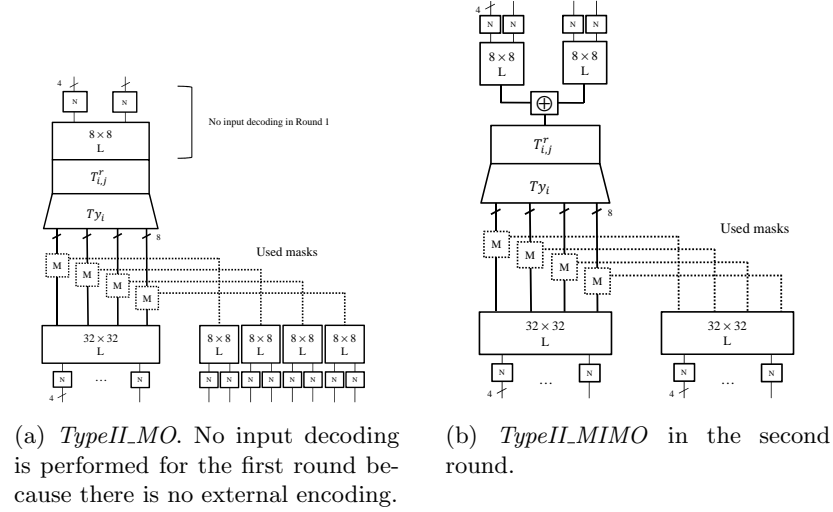 4
N
N
8 × 8
L
No input decoding in Round 1
T^r_{i,j}
Ty_i
8
Used masks
M
M
M
M
32 × 32
L
8 × 8
L
8 × 8
L
8 × 8
L
8 × 8
L
N
...
N
N
N
N
N
N
N
N
N
4
(a) TypeII_MO. No input decoding
is performed for the first round be-
cause there is no external encoding.
4
N
N
N
N
8 × 8
L
8 × 8
L
⊕
T^r_{i,j}
Ty_i
8
Used masks
M
M
M
M
32 × 32
L
32 × 32
L
N
...
N
N
...
N
4
4
(b) TypeII_MIMO in the second
round.